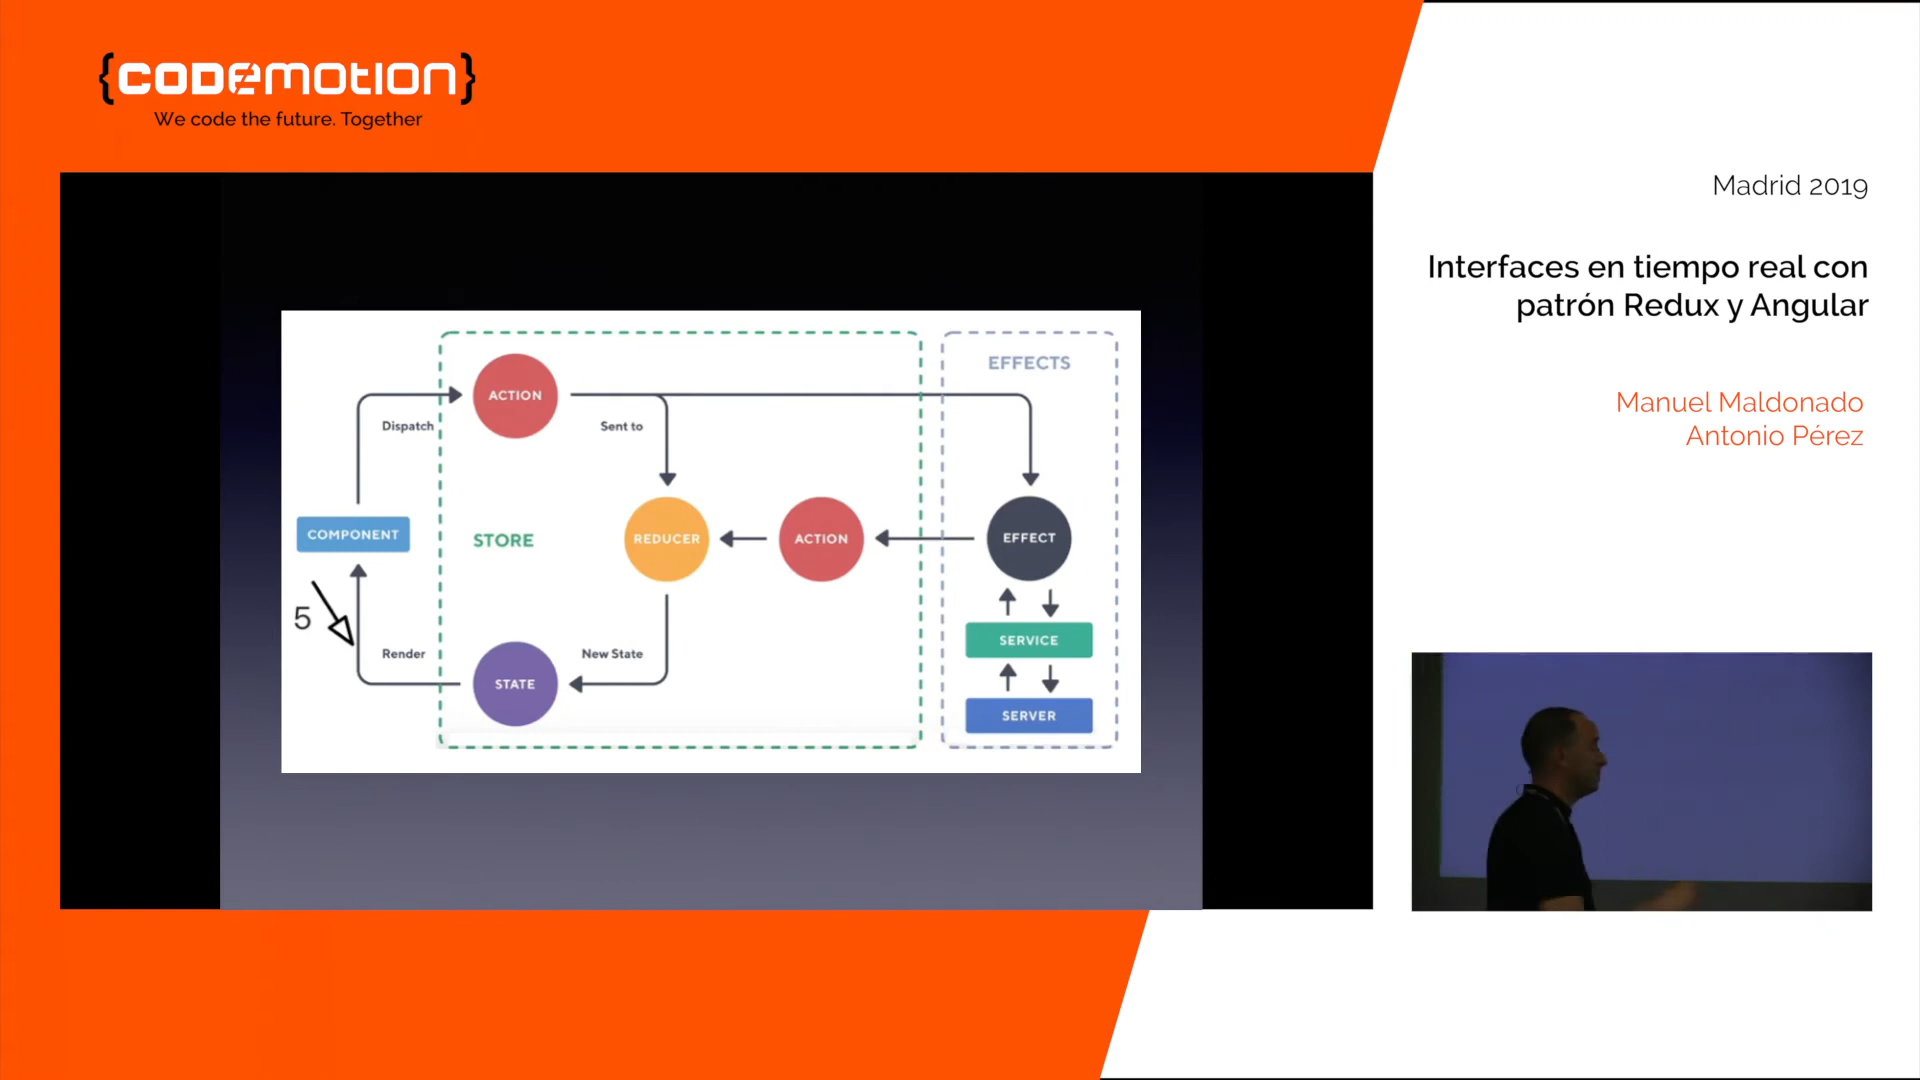 {CODEMOTION}
We code the future. Together
Madrid 2019
Interfaces en tiempo real con
patrón Redux y Angular
Manuel Maldonado
Antonio Pérez
EFFECTS
ACTION
Dispatch
Sent to
COMPONENT
STORE
REDUCER
ACTION
EFFECT
5
Render
New State
SERVICE
STATE
SERVER